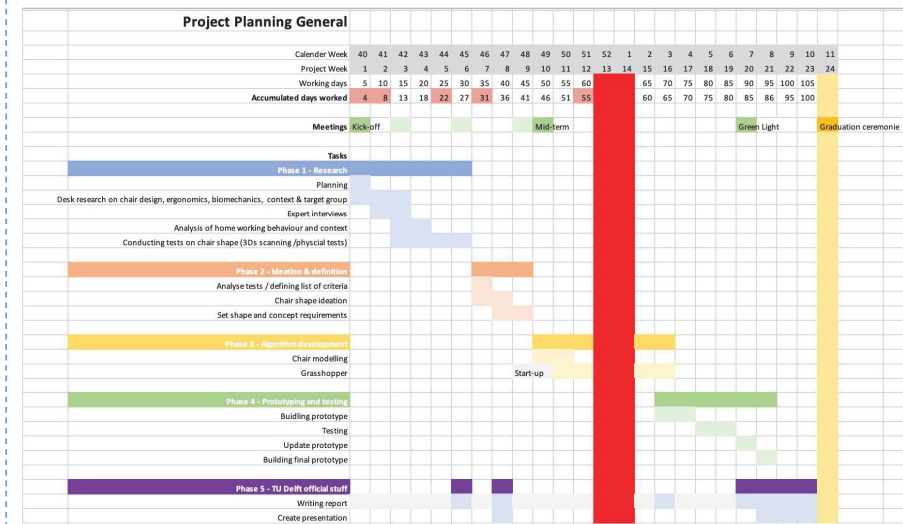 Project Planning General
Calender Week 40 41 42 43 44 45 46 47 48 49 50 51 52 1 2 3 4 5 6 7 8 9 10 11
Project Week 1 2 3 4 5 6 7 8 9 10 11 12 13 14 15 16 17 18 19 20 21 22 23 24
Working days 5 10 15 20 25 30 35 40 45 50 55 60 65 70 75 80 85 90 95 100 105
Accumulated days worked 4 8 13 18 22 27 31 36 41 46 51 55 60 65 70 75 80 85 86 95 100
Meetings Kick-off Mid-term Green Light Graduation ceremonie
Tasks
Phase 1 - Research
Planning
Desk research on chair design, ergonomics, biomechanics, context & target group
Expert interviews
Analysis of home working behaviour and context
Conducting tests on chair shape (3Ds scanning /physcial tests)
Phase 2 - Ideation & definition
Analyse tests / defining list of criteria
Chair shape ideation
Set shape and concept requirements
Phase 3 - Algorithm development
Chair modelling
Grasshopper Start-up
Phase 4 - Prototyping and testing
Buidling prototype
Testing
Update prototype
Building final prototype
Phase 5 - TU Delft official stuff
Writing report
Create presentation